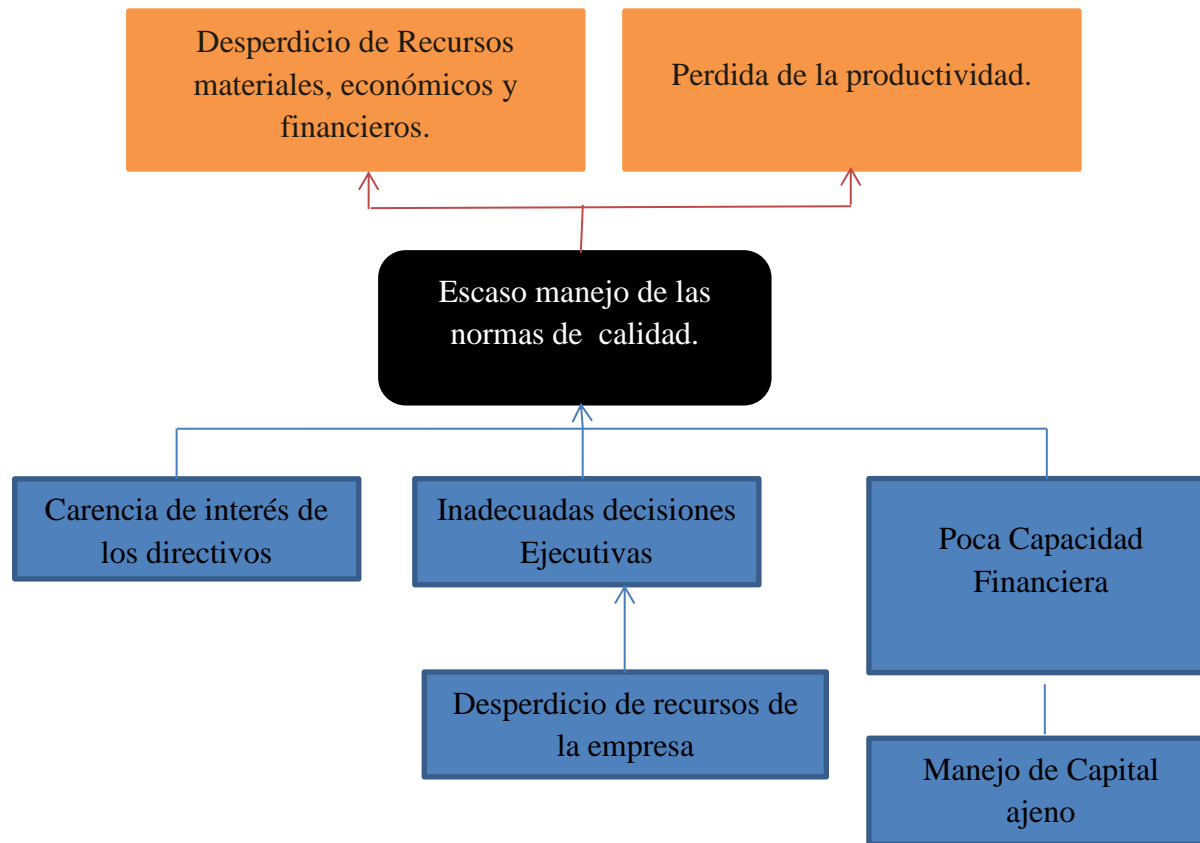 Desperdicio de Recursos
materiales, económicos y
financieros.
Perdida de la productividad.
Escaso manejo de las
normas de  calidad.
Carencia de interés de
los directivos
Inadecuadas decisiones
Ejecutivas
Poca Capacidad
Financiera
Desperdicio de recursos de
la empresa
Manejo de Capital
ajeno